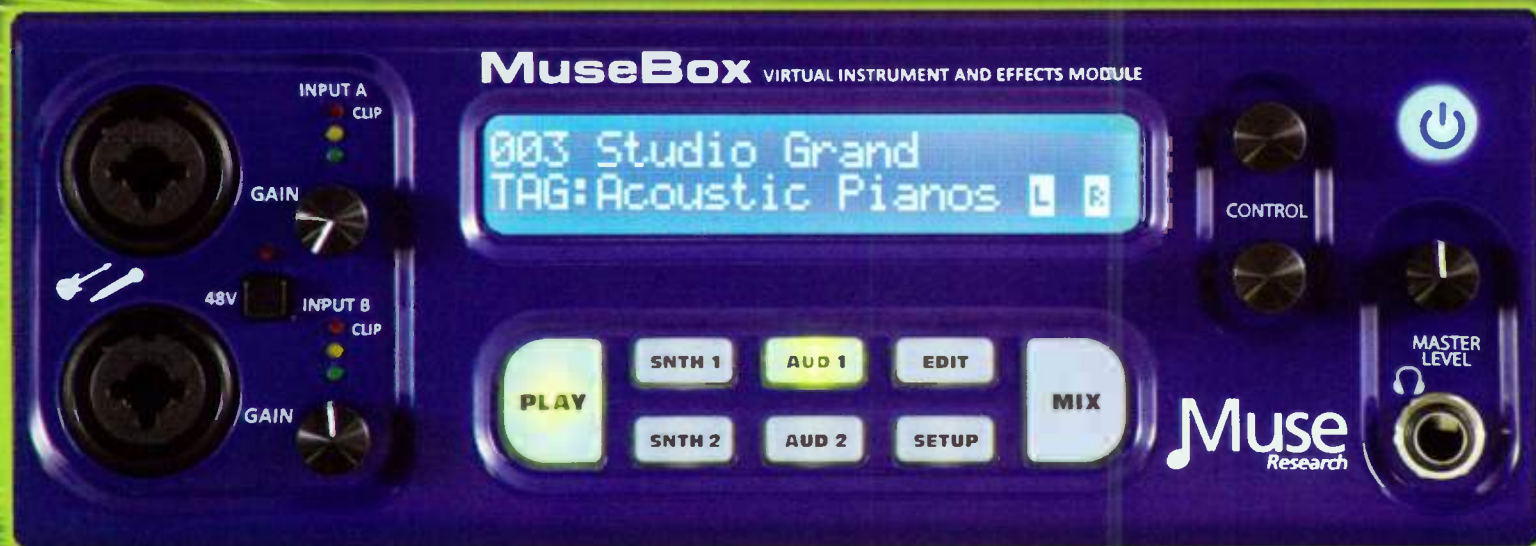 MuseBox VIRTUAL INSTRUMENT AND EFFECTS MODULE
INPUT A
CLIP
GAIN
48V
INPUT B
CLIP
GAIN
003 Studio Grand
TAG:Acoustic Pianos L R
PLAY
SNTH 1
AUD 1
EDIT
SNTH 2
AUD 2
SETUP
MIX
CONTROL
MASTER
LEVEL
Muse
Research